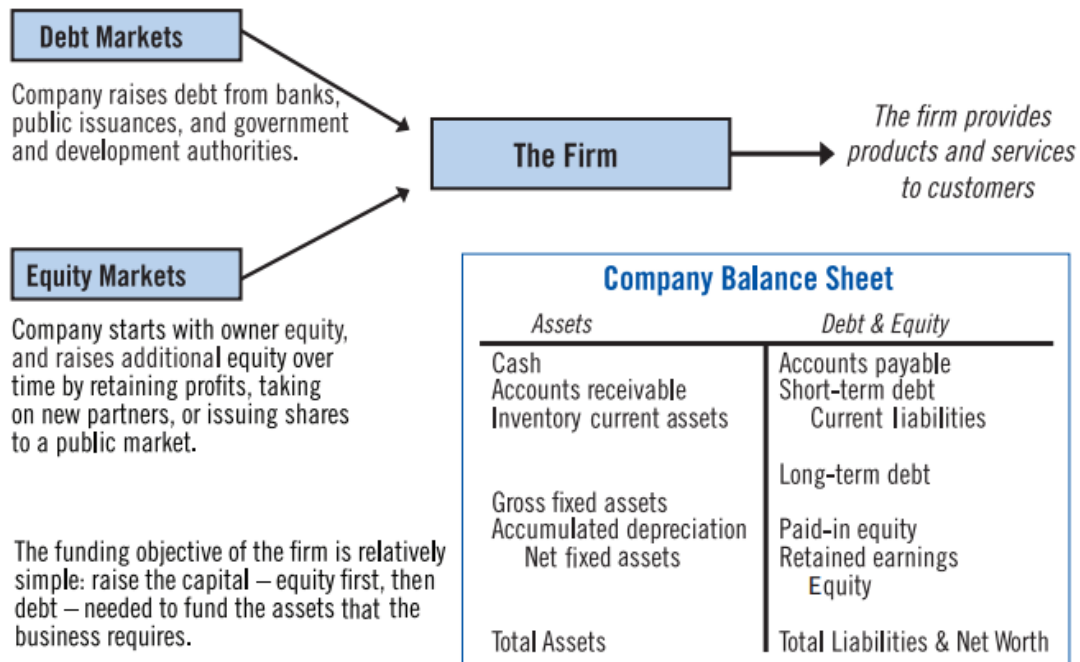 Debt Markets
Company raises debt from banks,
public issuances, and government
and development authorities.
The Firm
The firm provides
products and services
to customers
Equity Markets
Company starts with owner equity,
and raises additional equity over
time by retaining profits, taking
on new partners, or issuing shares
to a public market.
The funding objective of the firm is relatively
simple: raise the capital – equity first, then
debt – needed to fund the assets that the
business requires.
Company Balance Sheet
Assets Debt & Equity
Cash Accounts payable
Accounts receivable Short-term debt
Inventory current assets Current liabilities
Long-term debt
Gross fixed assets
Accumulated depreciation Paid-in equity
Net fixed assets Retained earnings
Equity
Total Assets Total Liabilities & Net Worth